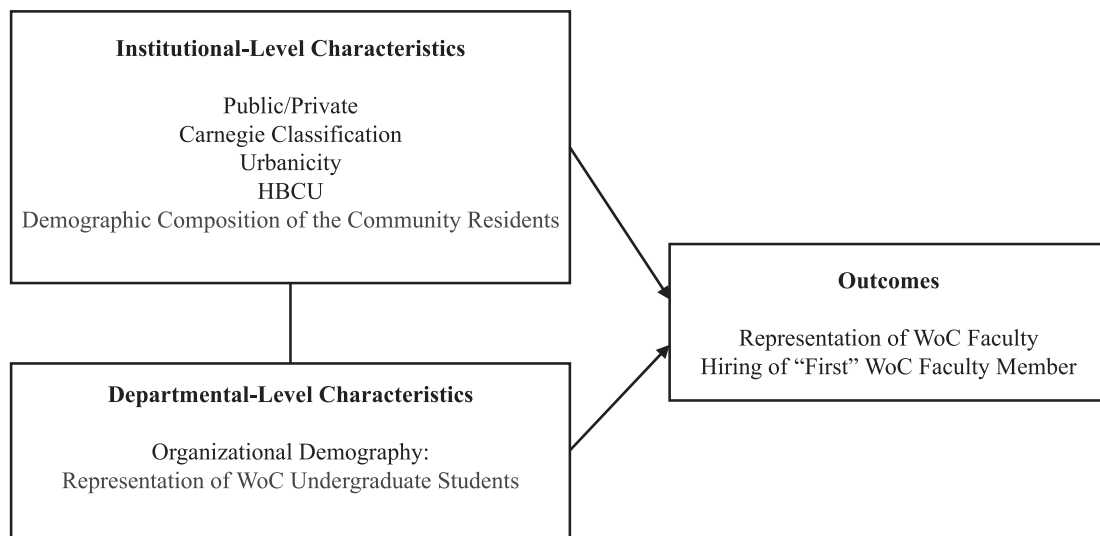 Institutional-Level Characteristics
Public/Private
Carnegie Classification
Urbanicity
HBCU
Demographic Composition of the Community Residents
Outcomes
Representation of WoC Faculty
Hiring of “First” WoC Faculty Member
Departmental-Level Characteristics
Organizational Demography:
Representation of WoC Undergraduate Students